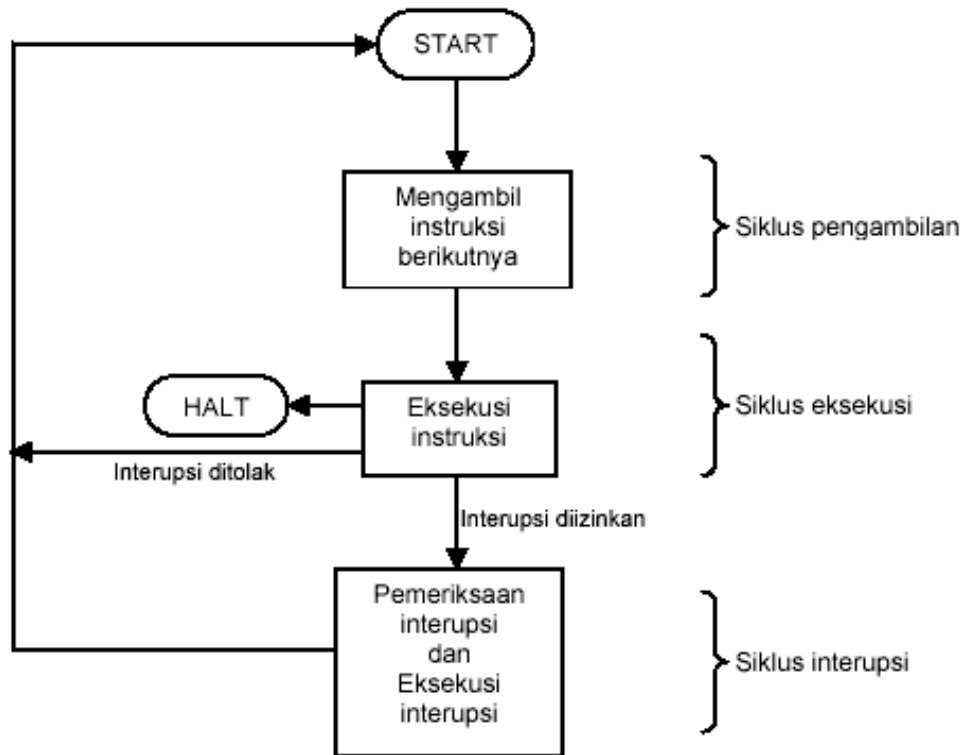 START
Mengambil
instruksi
berikutnya
Siklus pengambilan
HALT
Eksekusi
instruksi
Siklus eksekusi
Interupsi ditolak
Interupsi diizinkan
Pemeriksaan
interupsi
dan
Eksekusi
interupsi
Siklus interupsi